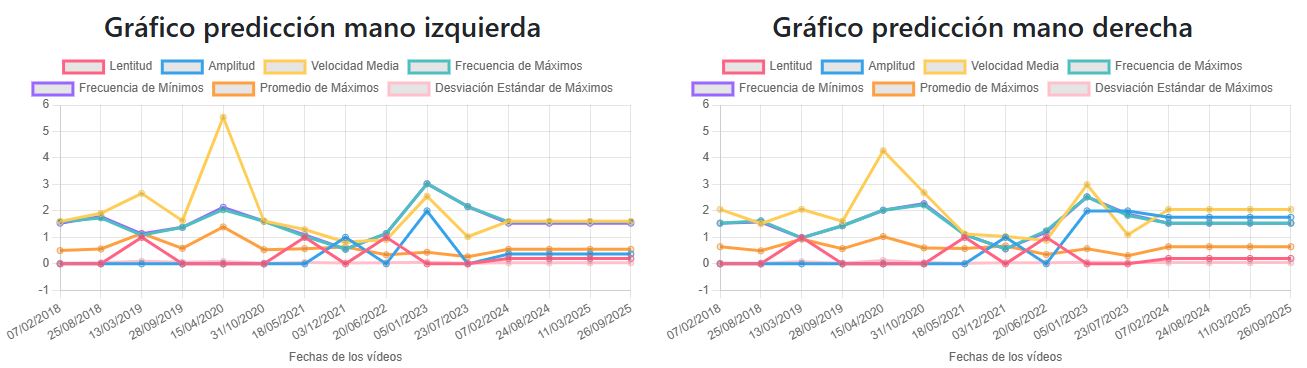 Gráfico predicción mano izquierda
Lentitud Amplitud Velocidad Media Frecuencia de Máximos
Frecuencia de Mínimos Promedio de Máximos Desviación Estándar de Máximos
6
5
4
3
2
1
0
-1
07/02/2018 25/08/2018 13/03/2019 28/09/2019 15/04/2020 31/10/2020 18/05/2021 03/12/2021 20/06/2022 05/01/2023 23/07/2023 07/02/2024 24/08/2024 11/03/2025 26/09/2025
Fechas de los vídeos
Gráfico predicción mano derecha
Lentitud Amplitud Velocidad Media Frecuencia de Máximos
Frecuencia de Mínimos Promedio de Máximos Desviación Estándar de Máximos
6
5
4
3
2
1
0
-1
07/02/2018 25/08/2018 13/03/2019 28/09/2019 15/04/2020 31/10/2020 18/05/2021 03/12/2021 20/06/2022 05/01/2023 23/07/2023 07/02/2024 24/08/2024 11/03/2025 26/09/2025
Fechas de los vídeos